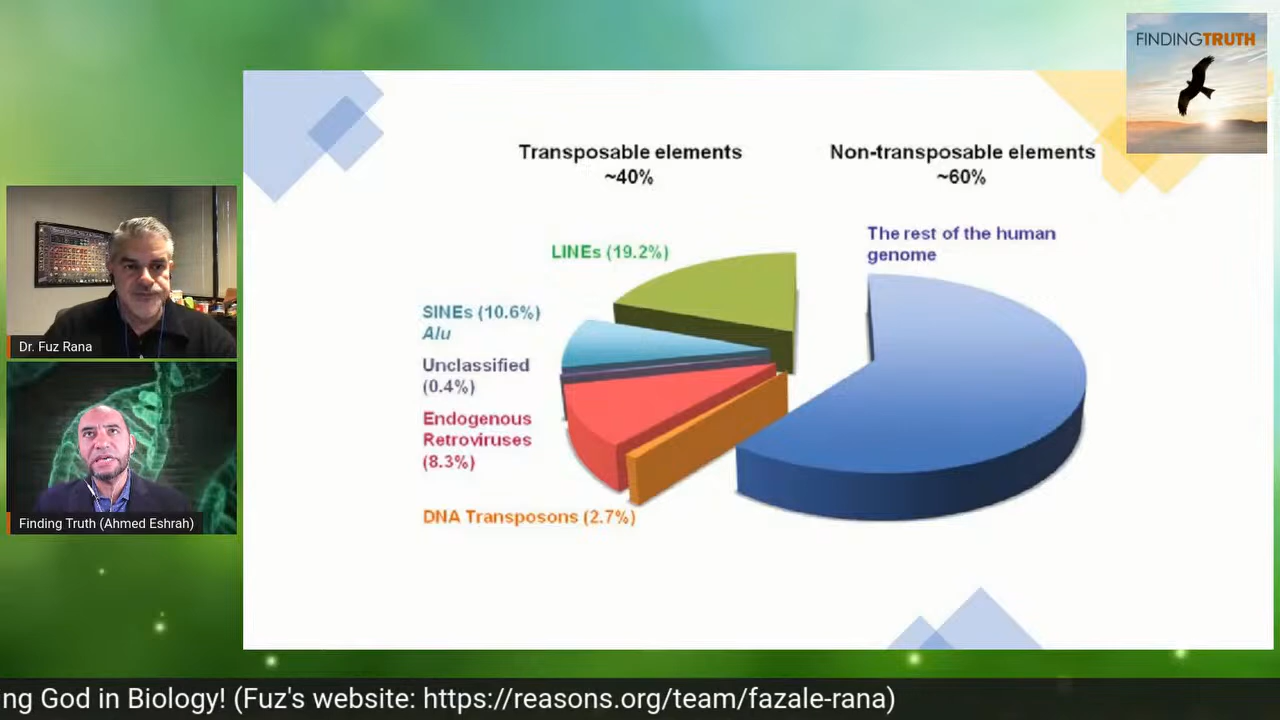 FINDINGTRUTH
Transposable elements
~40%
Non-transposable elements
~60%
LINEs (19.2%)
The rest of the human
genome
SINEs (10.6%)
Alu
Unclassified
(0.4%)
Endogenous
Retroviruses
(8.3%)
DNA Transposons (2.7%)
Dr. Fuz Rana
Finding Truth (Ahmed Eshrah)
ng God in Biology! (Fuz's website: https://reasons.org/team/fazale-rana)